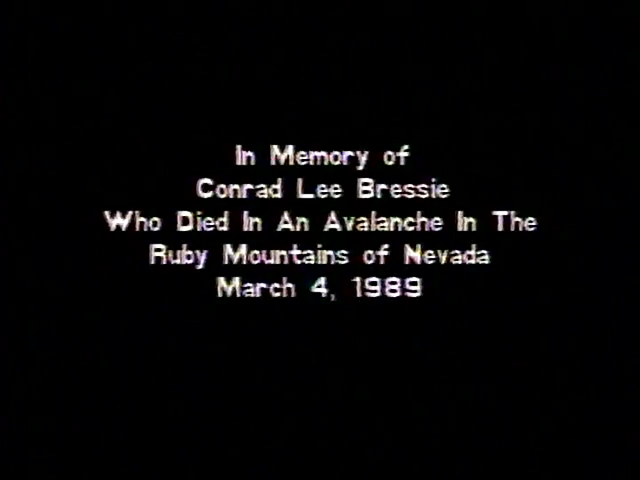 In Memory of
Conrad Lee Bressie
Who Died In An Avalanche In The
Ruby Mountains of Nevada
March 4, 1989